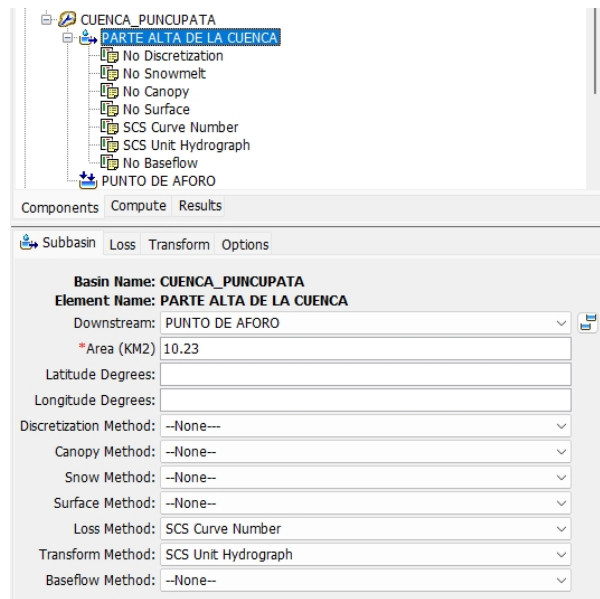 CUENCA_PUNCUPATA
PARTE ALTA DE LA CUENCA
No Discretization
No Snowmelt
No Canopy
No Surface
SCS Curve Number
SCS Unit Hydrograph
No Baseflow
PUNTO DE AFORO
Components Compute Results
Subbasin Loss Transform Options
Basin Name: CUENCA_PUNCUPATA
Element Name: PARTE ALTA DE LA CUENCA
Downstream: PUNTO DE AFORO
*Area (KM2) 10.23
Latitude Degrees:
Longitude Degrees:
Discretization Method: --None---
Canopy Method: --None--
Snow Method: --None--
Surface Method: --None--
Loss Method: SCS Curve Number
Transform Method: SCS Unit Hydrograph
Baseflow Method: --None--